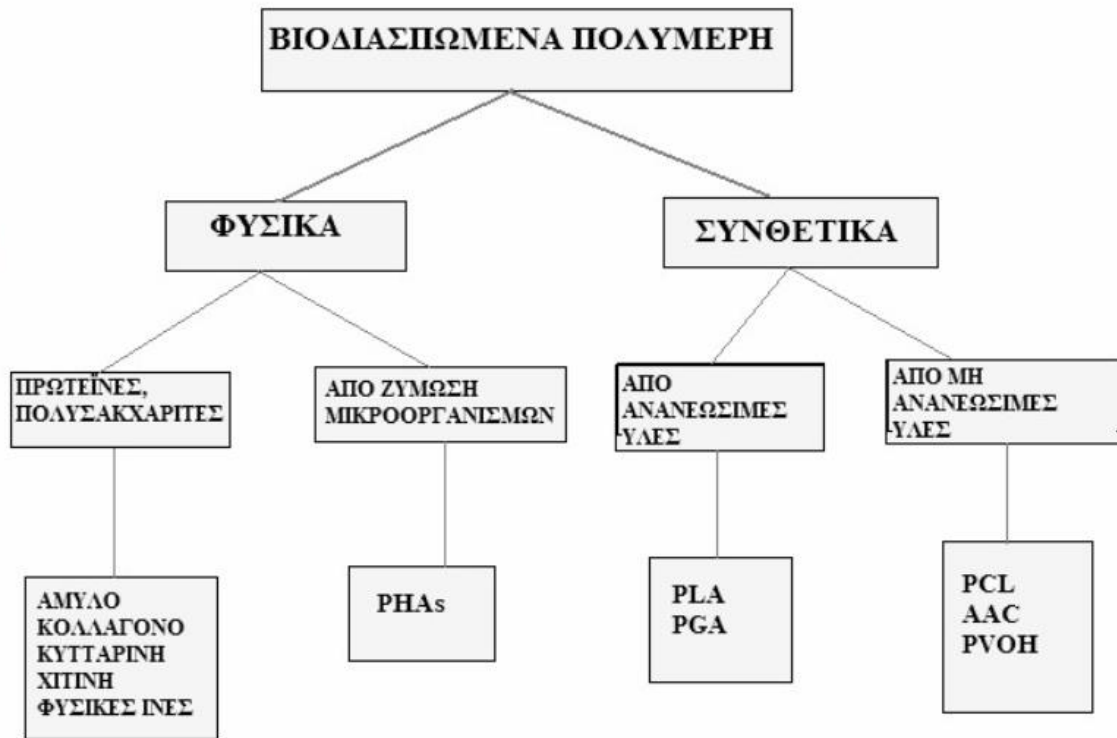 ΒΙΟΔΙΑΣΠΩΜΕΝΑ ΠΟΛΥΜΕΡΗ
ΦΥΣΙΚΑ
ΣΥΝΘΕΤΙΚΑ
ΠΡΩΤΕΪΝΕΣ,
ΠΟΛΥΣΑΚΧΑΡΙΤΕΣ
ΑΠΟ ΖΥΜΩΣΗ
ΜΙΚΡΟΟΡΓΑΝΙΣΜΩΝ
ΑΠΟ
ΑΝΑΝΕΩΣΙΜΕΣ
ΥΛΕΣ
ΑΠΟ ΜΗ
ΑΝΑΝΕΩΣΙΜΕΣ
ΥΛΕΣ
ΑΜΥΛΟ
ΚΟΛΛΑΓΟΝΟ
ΚΥΤΤΑΡΙΝΗ
ΧΙΤΙΝΗ
ΦΥΣΙΚΕΣ ΙΝΕΣ
PHAs
PLA
PGA
PCL
AAC
PVOH